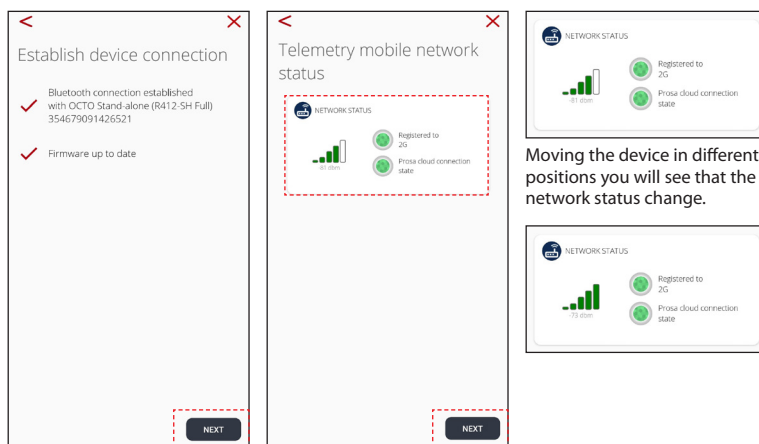 Establish device connection
Bluetooth connection established
with OCTO Stand-alone (R412-SH Full)
354679091426521
Firmware up to date
NEXT
Telemetry mobile network
status
NETWORK STATUS
-81 dbm
Registered to
2G
Prosa cloud connection
state
NEXT
NETWORK STATUS
-81 dbm
Registered to
2G
Prosa cloud connection
state
Moving the device in different
positions you will see that the
network status change.
NETWORK STATUS
-73 dbm
Registered to
2G
Prosa cloud connection
state